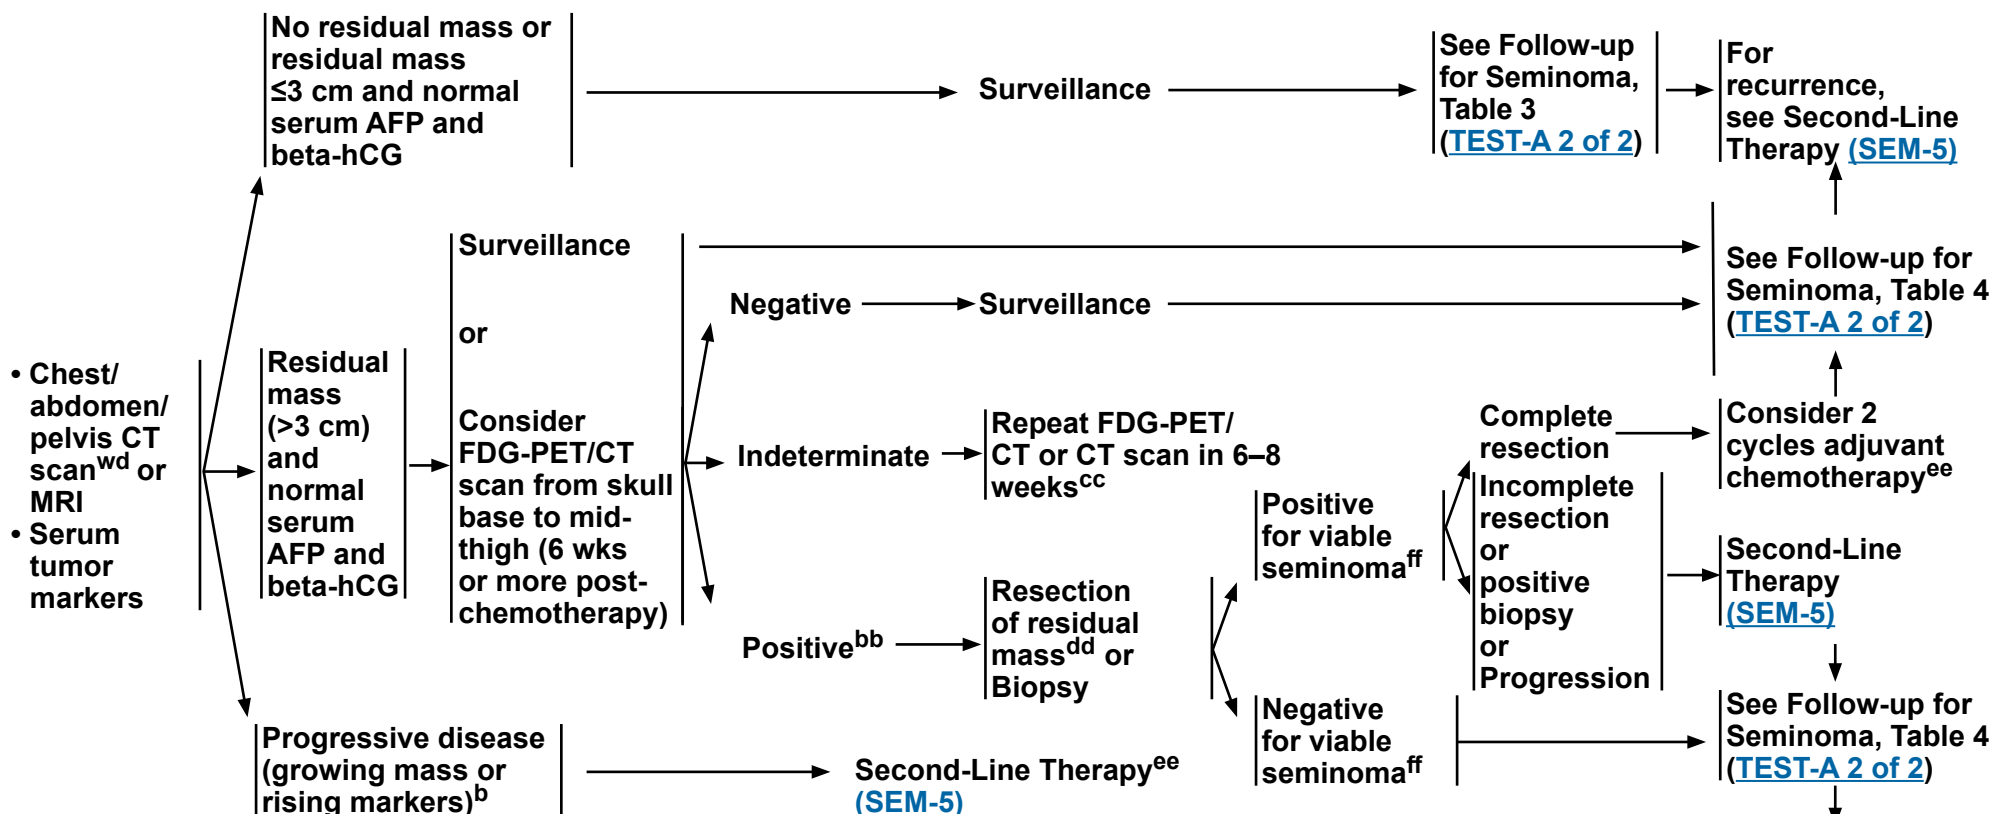 No residual mass or
residual mass
≤3 cm and normal
serum AFP and
beta-hCG
Surveillance
See Follow-up
for Seminoma,
Table 3
(TEST-A 2 of 2)
For
recurrence,
see Second-Line
Therapy (SEM-5)
• Chest/
abdomen/
pelvis CT
scanwd or
MRI
• Serum
tumor
markers
Residual
mass
(>3 cm)
and
normal
serum
AFP and
beta-hCG
Surveillance
or
Consider
FDG-PET/CT
scan from skull
base to mid-
thigh (6 wks
or more post-
chemotherapy)
Negative
Surveillance
See Follow-up for
Seminoma, Table 4
(TEST-A 2 of 2)
Indeterminate
Repeat FDG-PET/
CT or CT scan in 6–8
weekscc
Positivebb
Resection
of residual
massdd or
Biopsy
Positive
for viable
seminomaff
Complete
resection
Consider 2
cycles adjuvant
chemotherapyee
Incomplete
resection
or
positive
biopsy
or
Progression
Second-Line
Therapy
(SEM-5)
Negative
for viable
seminomaff
See Follow-up for
Seminoma, Table 4
(TEST-A 2 of 2)
Progressive disease
(growing mass or
rising markers)b
Second-Line Therapyee
(SEM-5)